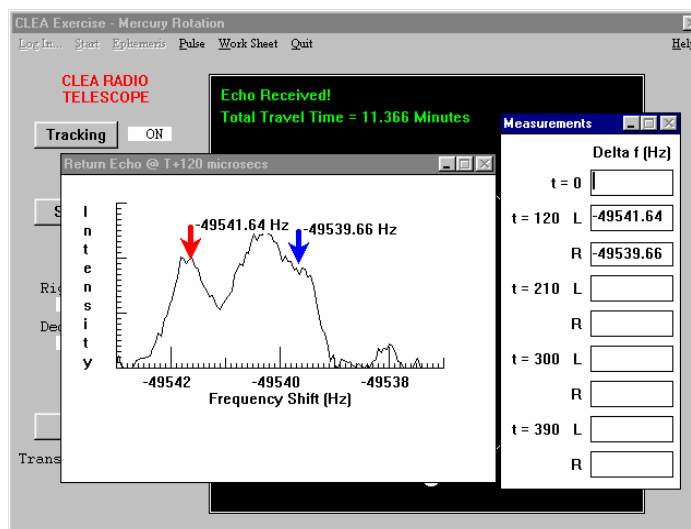 CLEA Exercise - Mercury Rotation
Log In... Start Ephemeris Pulse Work Sheet Quit Help
CLEA RADIO
TELESCOPE
Tracking ON
Echo Received!
Total Travel Time = 11.366 Minutes
Return Echo @ T+120 microsecs
Intensity
-49541.64 Hz
-49539.66 Hz
-49542 -49540 -49538
Frequency Shift (Hz)
Measurements
Delta f (Hz)
t = 0
t = 120 L -49541.64
R -49539.66
t = 210 L
R
t = 300 L
R
t = 390 L
R
S
Rig
Dec
Trans